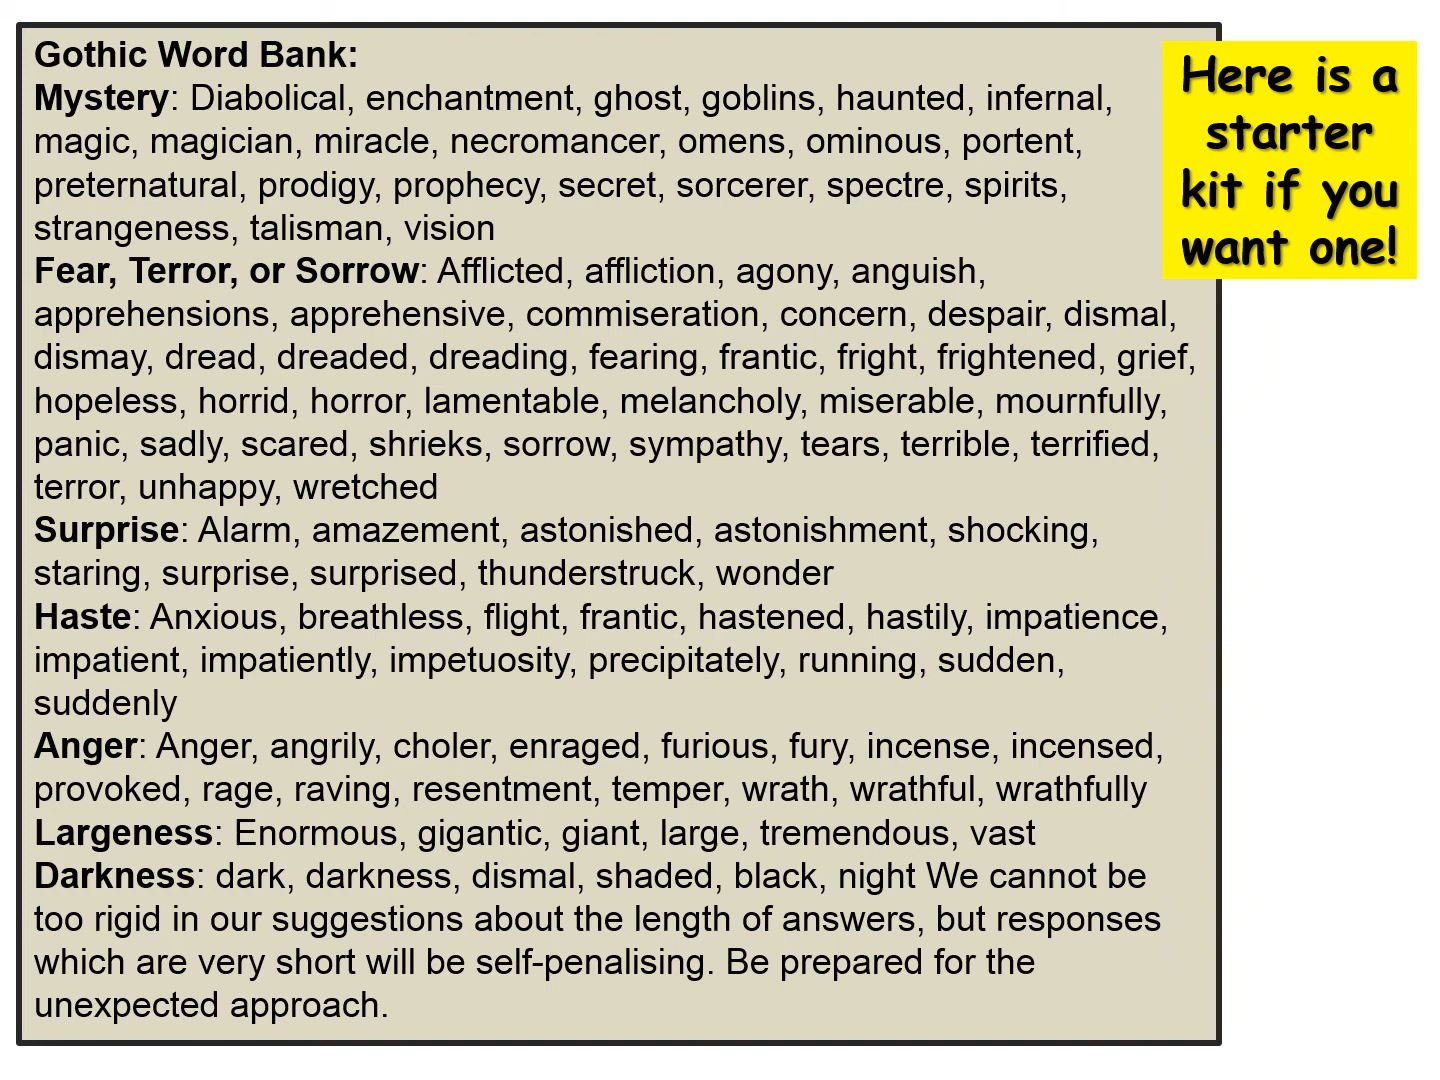 Gothic Word Bank:
Mystery: Diabolical, enchantment, ghost, goblins, haunted, infernal,
magic, magician, miracle, necromancer, omens, ominous, portent,
preternatural, prodigy, prophecy, secret, sorcerer, spectre, spirits,
strangeness, talisman, vision
Fear, Terror, or Sorrow: Afflicted, affliction, agony, anguish,
apprehensions, apprehensive, commiseration, concern, despair, dismal,
dismay, dread, dreaded, dreading, fearing, frantic, fright, frightened, grief,
hopeless, horrid, horror, lamentable, melancholy, miserable, mournfully,
panic, sadly, scared, shrieks, sorrow, sympathy, tears, terrible, terrified,
terror, unhappy, wretched
Surprise: Alarm, amazement, astonished, astonishment, shocking,
staring, surprise, surprised, thunderstruck, wonder
Haste: Anxious, breathless, flight, frantic, hastened, hastily, impatience,
impatient, impatiently, impetuosity, precipitately, running, sudden,
suddenly
Anger: Anger, angrily, choler, enraged, furious, fury, incense, incensed,
provoked, rage, raving, resentment, temper, wrath, wrathful, wrathfully
Largeness: Enormous, gigantic, giant, large, tremendous, vast
Darkness: dark, darkness, dismal, shaded, black, night We cannot be
too rigid in our suggestions about the length of answers, but responses
which are very short will be self-penalising. Be prepared for the
unexpected approach.
Here is a
starter
kit if you
want one!